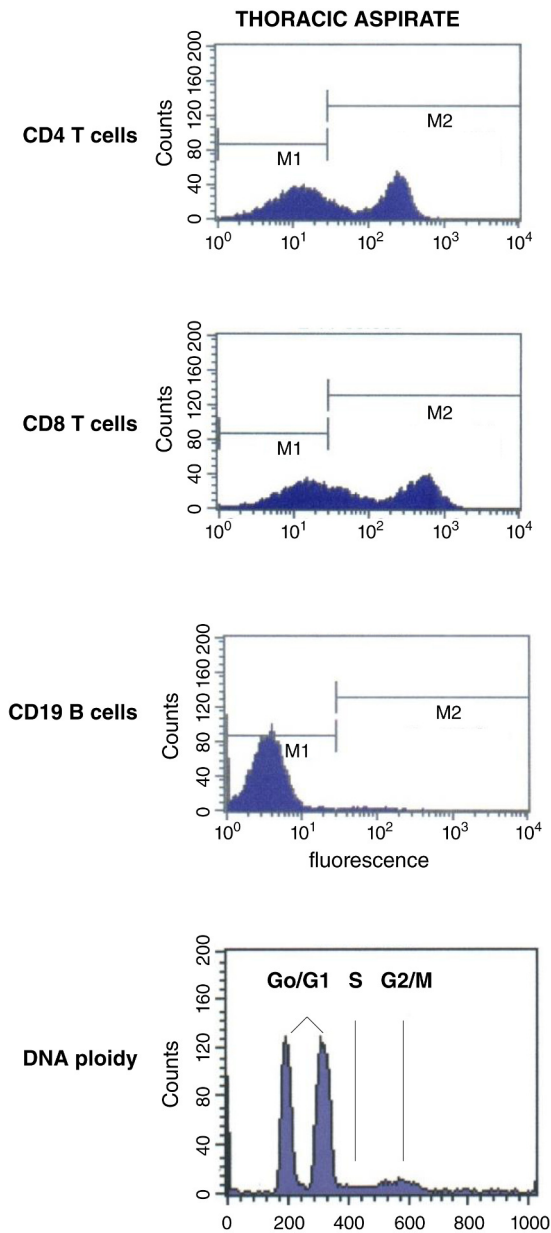 THORACIC ASPIRATE
CD4 T cells
Counts
0 40 80 120 160 200
M1
M2
10⁰ 10¹ 10² 10³ 10⁴
CD8 T cells
Counts
0 40 80 120 160 200
M1
M2
10⁰ 10¹ 10² 10³ 10⁴
CD19 B cells
Counts
0 40 80 120 160 200
M1
M2
10⁰ 10¹ 10² 10³ 10⁴
fluorescence
DNA ploidy
Counts
0 40 80 120 160 200
Go/G1 S G2/M
0 200 400 600 800 1000